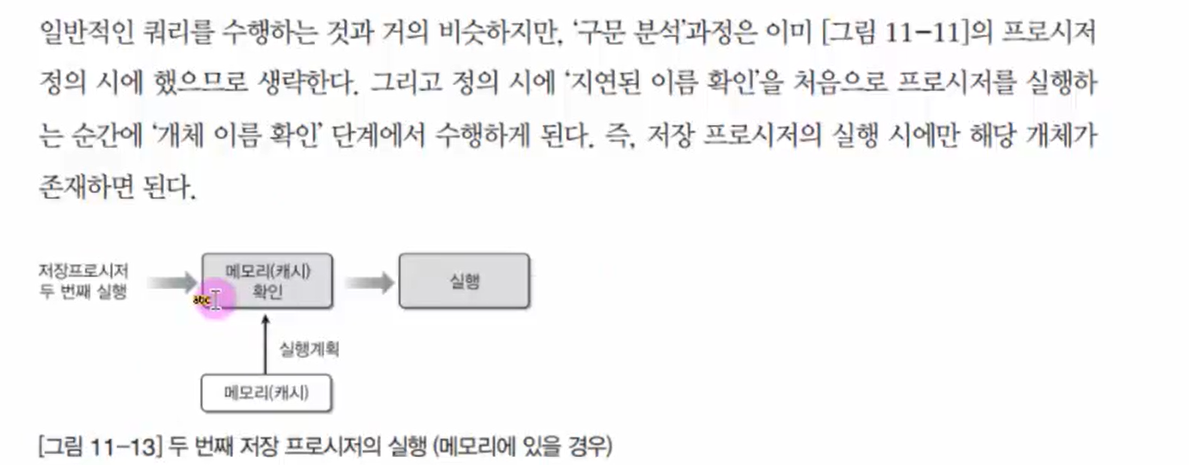 일반적인 쿼리를 수행하는 것과 거의 비슷하지만, ‘구문 분석’과정은 이미 [그림 11-11]의 프로시저
정의 시에 했으므로 생략한다. 그리고 정의 시에 ‘지연된 이름 확인’을 처음으로 프로시저를 실행하
는 순간에 ‘개체 이름 확인’ 단계에서 수행하게 된다. 즉, 저장 프로시저의 실행 시에만 해당 개체가
존재하면 된다.
저장프로시저
두 번째 실행
메모리(캐시)
확인
abc
실행
실행계획
메모리(캐시)
[그림 11-13] 두 번째 저장 프로시저의 실행 (메모리에 있을 경우)